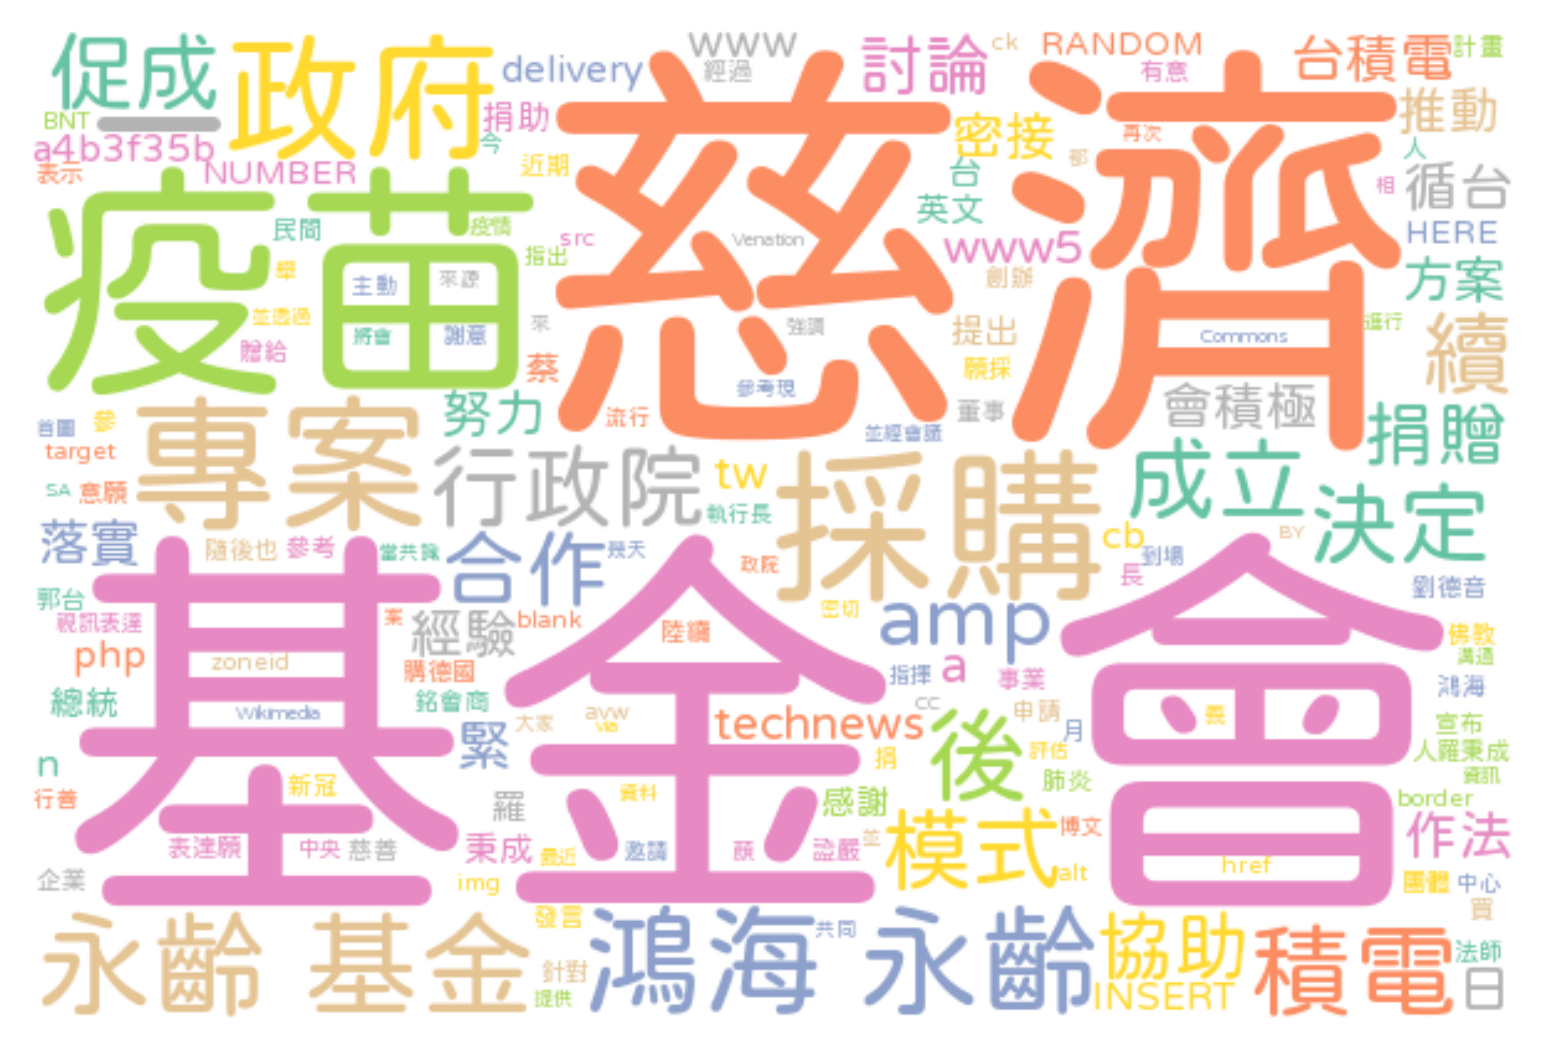 促成
政府
delivery
www
經過
討論
ck
RANDOM
有意
台積電
計畫
BNT
a4b3f35b
表示
NUMBER
捐助
今
近期
慈濟
密接
再次
推動
人
台
相
循台
英文
www5
HERE
疫苗
民間
疫情
src
指出
Venation
創辦
方案
舉
主動
來源
並透過
將會
謝意
贈給
來
強調
提出
Commons
進行
續
蔡
參考現
願採
首圖
參
target
專案
努力
流行
並經會議
董事
會積極
捐贈
SA
意願
行政院
tw
執行長
採購
成立
決定
落實
隨後也
參考
當共識
合作
幾天
政院
cb
到場
BY
長
劉德音
郭台
視訊表達
案
經驗
blank
陸續
密切
amp
佛教
溝通
php
zoneid
購德國
指揮
a
事業
鴻海
總統
Wikimedia
銘會商
大家
avw
via
technews
cc
申請
月
義
宣布
基金會
緊
後
評估
人羅秉成
n
行善
新冠
羅
資料
捐
感謝
肺炎
資訊
border
表達願
中央
慈善
秉成
最近
邀請
顏
證嚴
並
模式
博文
作法
企業
img
alt
href
團體
中心
買
永齡 基金
發言
針對
提供
鴻海 永齡
共同
協助
INSERT
積電
法師
日